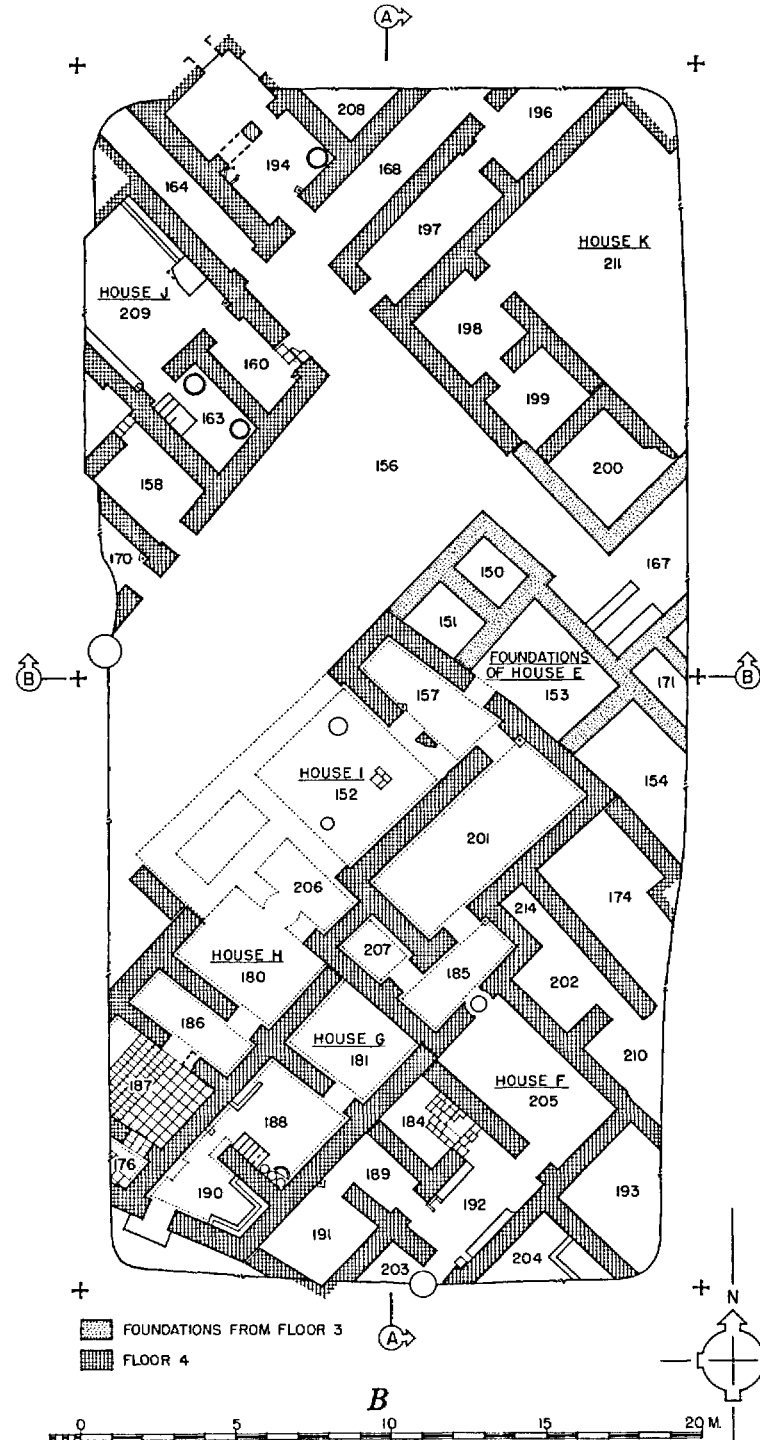 A
208
196
194
168
164
197
HOUSE K
211
HOUSE J
209
198
160
199
163
200
156
158
170
167
150
151
FOUNDATIONS
OF HOUSE E
153
171
157
B
B
HOUSE I
152
154
201
206
174
214
207
HOUSE H
180
185
202
186
HOUSE G
181
210
187
HOUSE F
205
188
184
176
189
190
192
193
191
204
203
N
FOUNDATIONS FROM FLOOR 3
FLOOR 4
A
B
0 5 10 15 20 M.